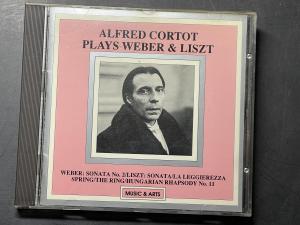 ALFRED CORTOT
PLAYS WEBER & LISZT
WEBER: SONATA No. 2/LISZT: SONATA/LA LEGGIEREZZA
SPRING/THE RING/HUNGARIAN RHAPSODY No. 11
MUSIC & ARTS